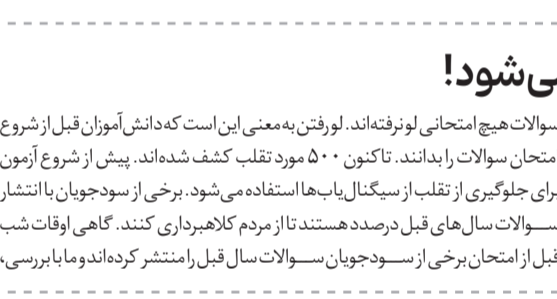 می‌شود!
سوالات هیچ امتحانی لو نرفته‌اند. لو رفتن به معنی این است که دانش‌آموزان قبل از شروع
امتحان سوالات را بدانند. تاکنون ۵۰۰ مورد تقلب کشف شده‌اند. پیش از شروع آزمون
برای جلوگیری از تقلب از سیگنال‌یاب‌ها استفاده می‌شود. برخی از سودجویان با انتشار
ســوالات سال‌های قبل درصدد هستند تا از مردم کلاهبرداری کنند. گاهی اوقات شب
قبل از امتحان برخی از ســودجویان ســوالات سال قبل را منتشر کرده‌اند و ما با بررسی،